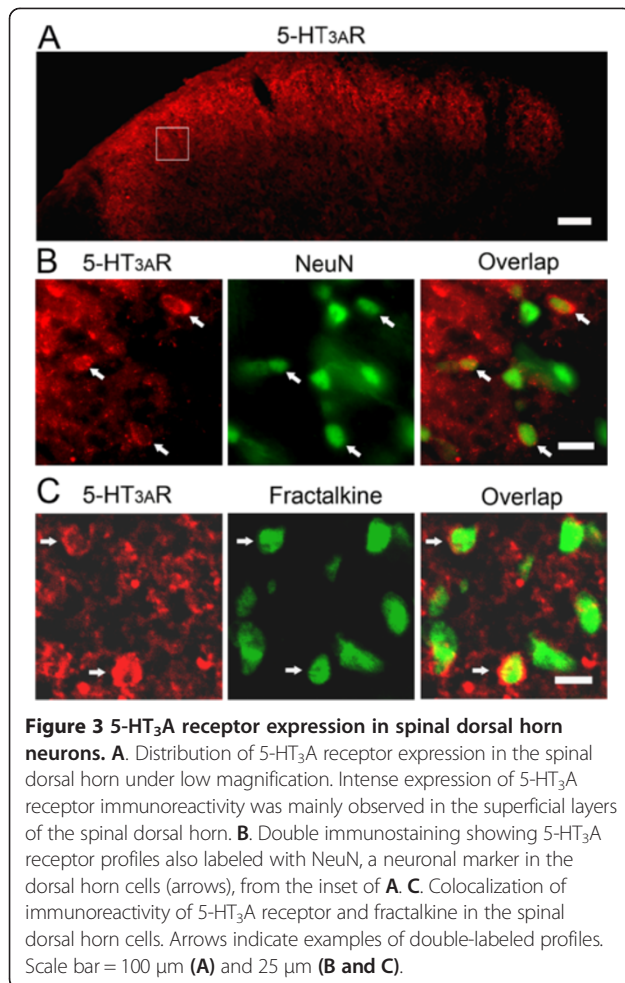 A
5-HT3AR
B
5-HT3AR NeuN Overlap
C
5-HT3AR Fractalkine Overlap
Figure 3 5-HT₃A receptor expression in spinal dorsal horn
neurons. A. Distribution of 5-HT₃A receptor expression in the spinal
dorsal horn under low magnification. Intense expression of 5-HT₃A
receptor immunoreactivity was mainly observed in the superficial layers
of the spinal dorsal horn. B. Double immunostaining showing 5-HT₃A
receptor profiles also labeled with NeuN, a neuronal marker in the
dorsal horn cells (arrows), from the inset of A. C. Colocalization of
immunoreactivity of 5-HT₃A receptor and fractalkine in the spinal
dorsal horn cells. Arrows indicate examples of double-labeled profiles.
Scale bar = 100 μm (A) and 25 μm (B and C).